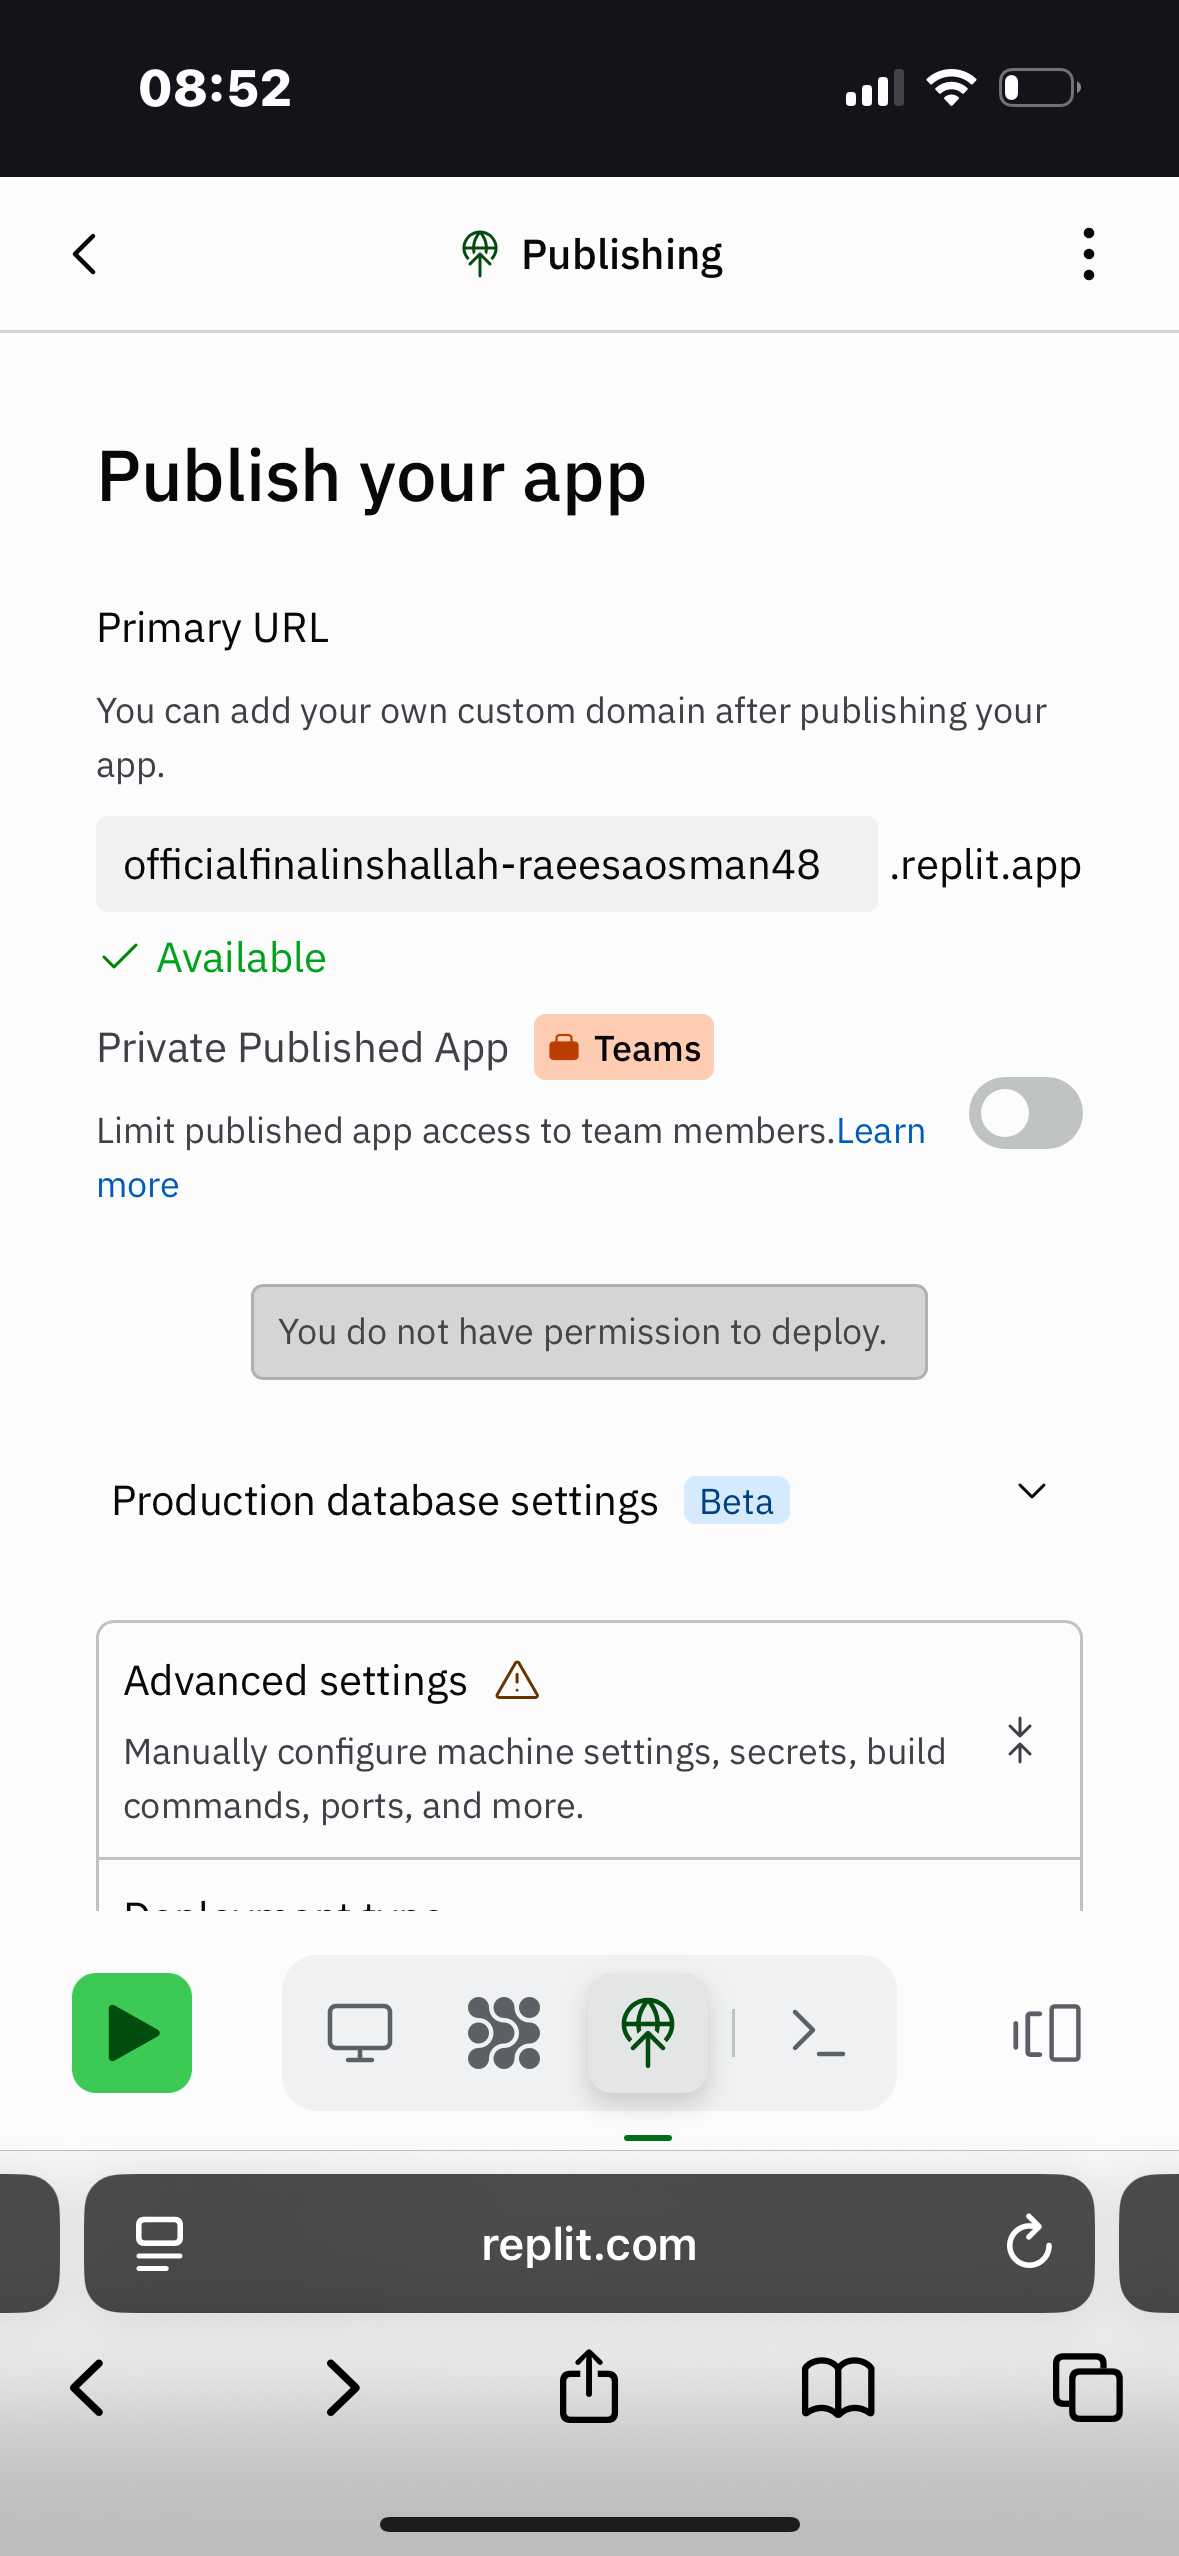 08:52
Publishing
Publish your app
Primary URL
You can add your own custom domain after publishing your
app.
officialfinalinshallah-raeesaosman48 .replit.app
Available
Private Published App Teams
Limit published app access to team members.Learn
more
You do not have permission to deploy.
Production database settings Beta
Advanced settings
Manually configure machine settings, secrets, build
commands, ports, and more.
Deployment type
replit.com